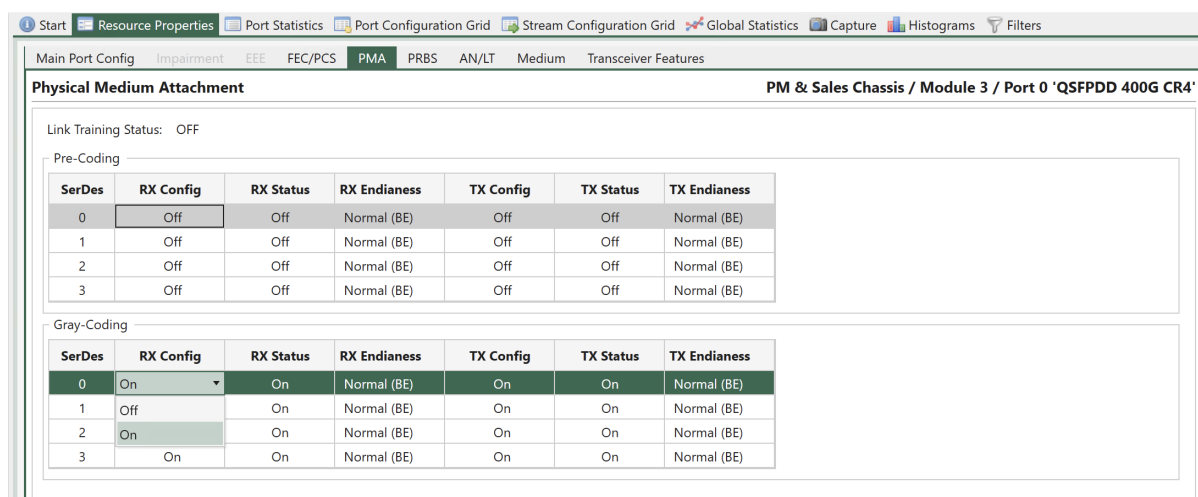 Start Resource Properties Port Statistics Port Configuration Grid Stream Configuration Grid Global Statistics Capture Histograms Filters
Main Port Config Impairment EEE FEC/PCS PMA PRBS AN/LT Medium Transceiver Features
Physical Medium Attachment PM & Sales Chassis / Module 3 / Port 0 'QSFPDD 400G CR4'
Link Training Status: OFF
Pre-Coding
SerDes RX Config RX Status RX Endianess TX Config TX Status TX Endianess
0 Off Off Normal (BE) Off Off Normal (BE)
1 Off Off Normal (BE) Off Off Normal (BE)
2 Off Off Normal (BE) Off Off Normal (BE)
3 Off Off Normal (BE) Off Off Normal (BE)
Gray-Coding
SerDes RX Config RX Status RX Endianess TX Config TX Status TX Endianess
0 On On Normal (BE) On On Normal (BE)
1 Off On Normal (BE) On On Normal (BE)
2 On On Normal (BE) On On Normal (BE)
3 On On Normal (BE) On On Normal (BE)